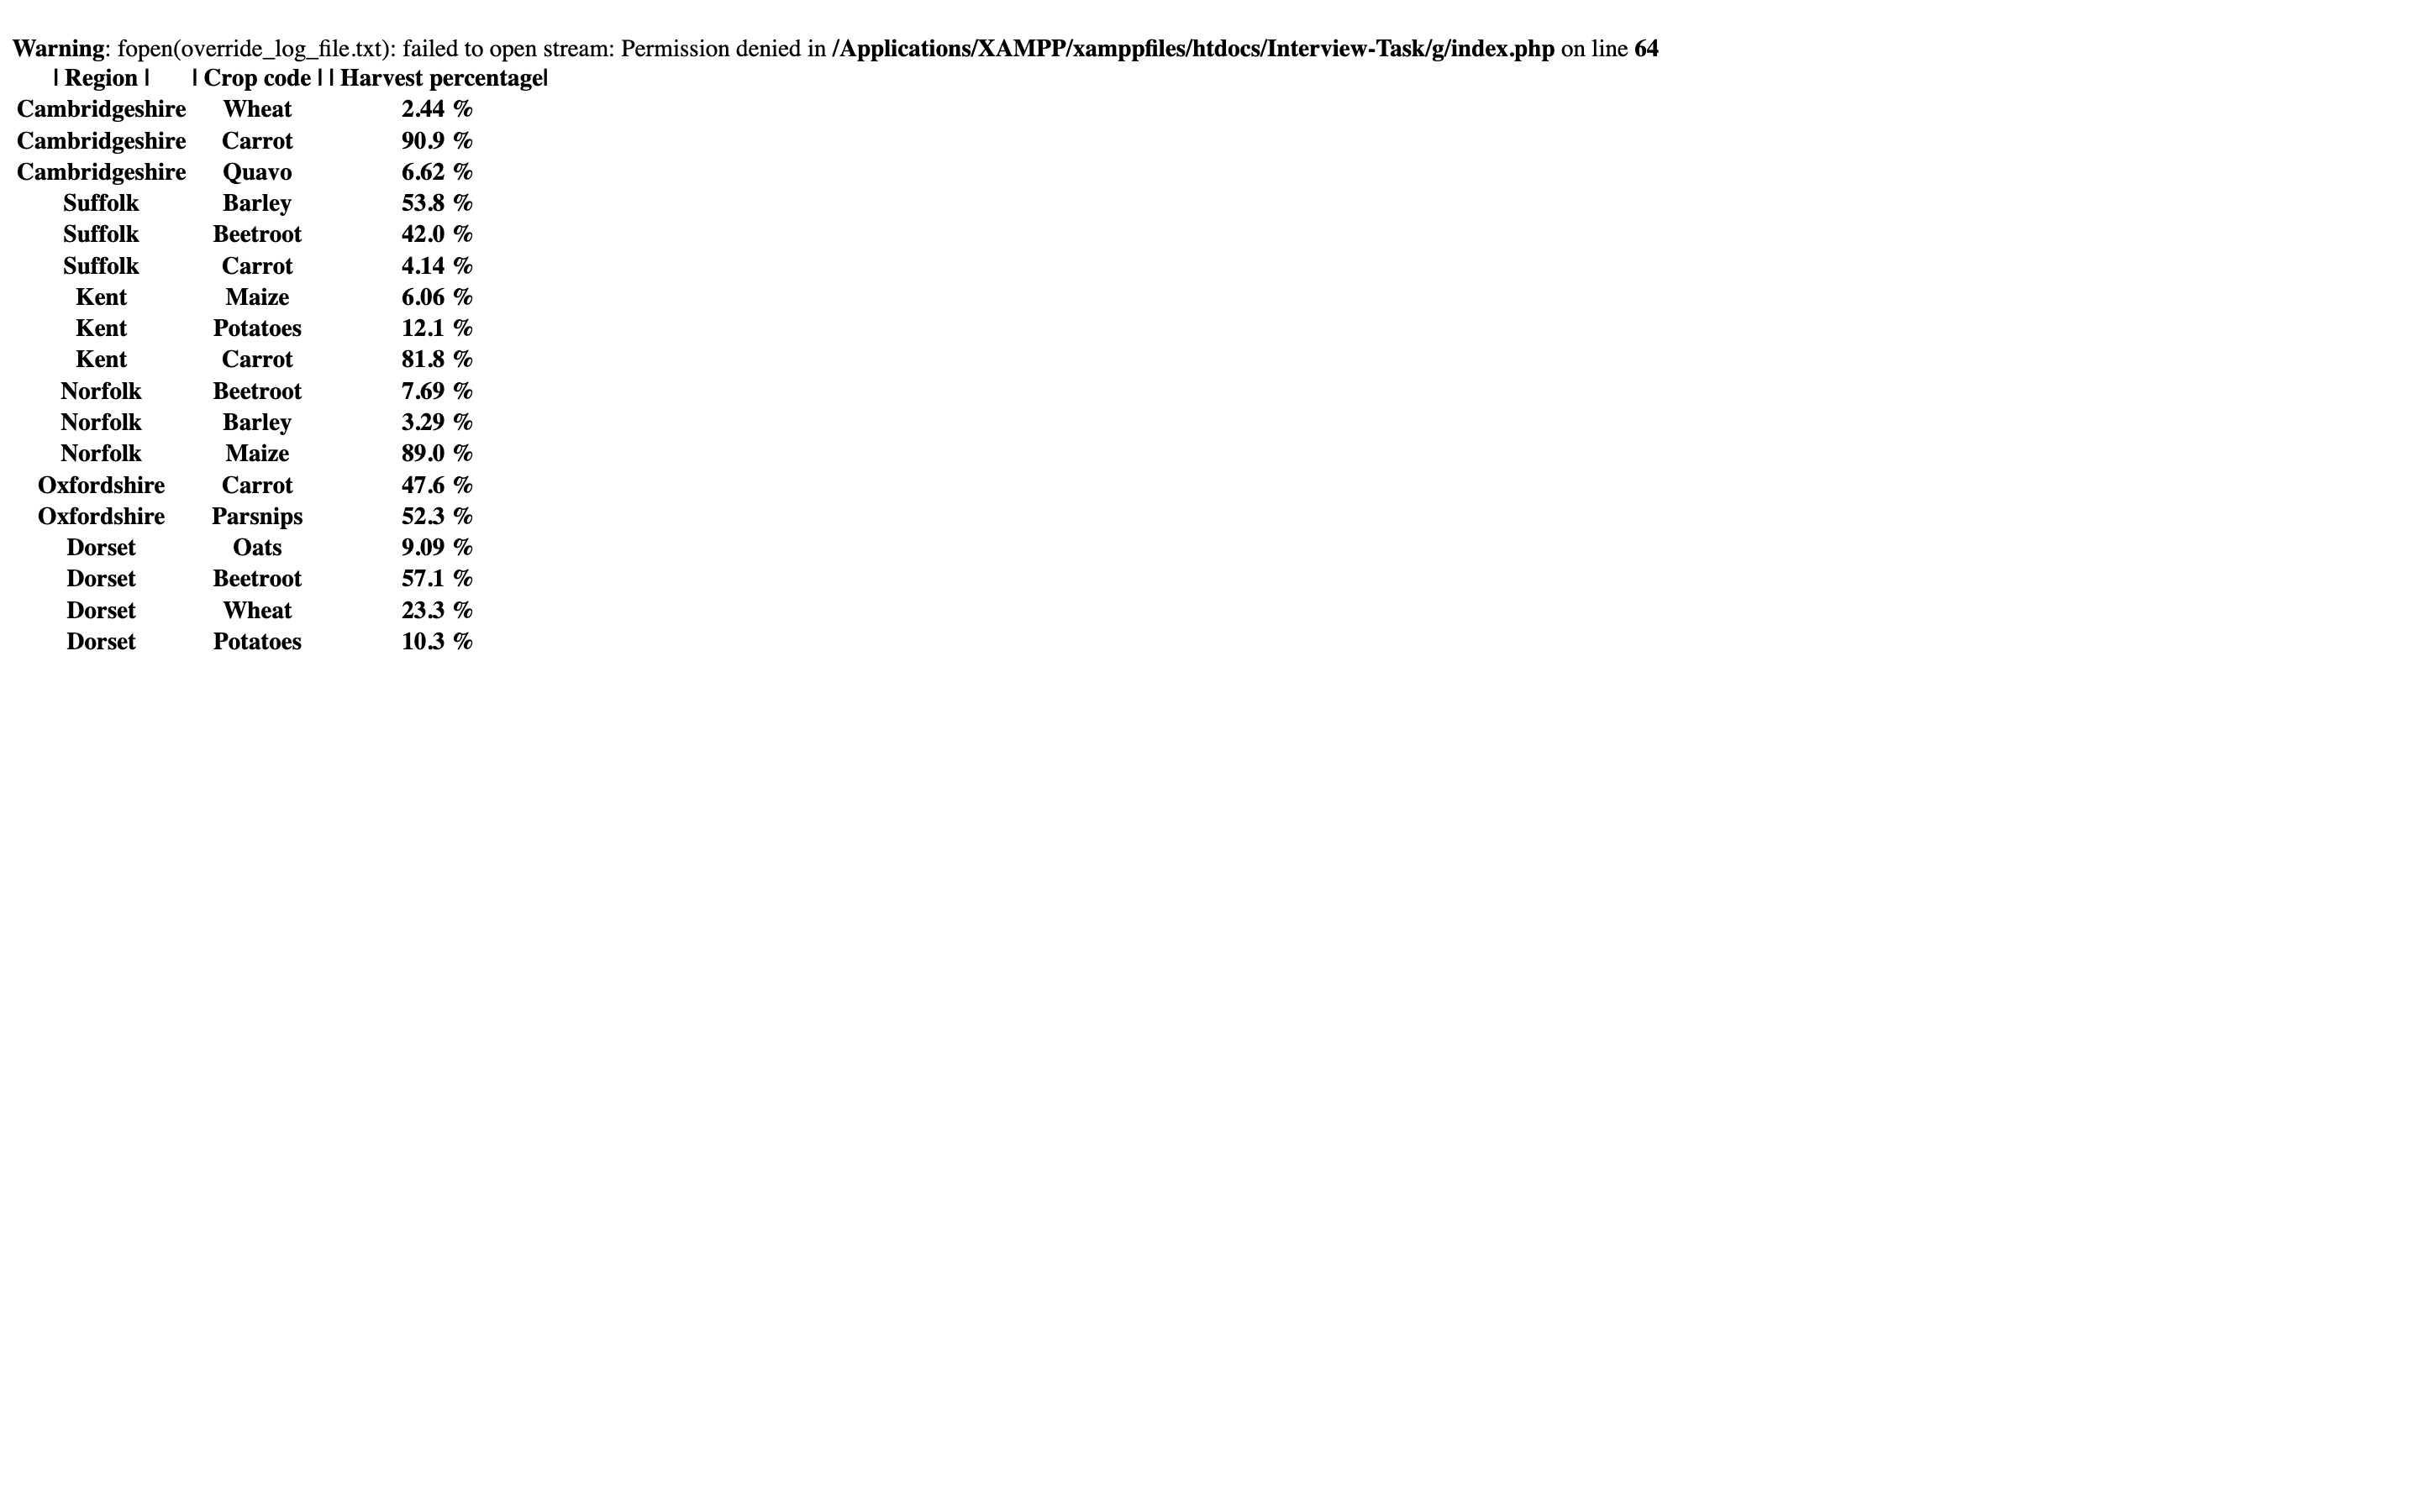 Warning: fopen(override_log_file.txt): failed to open stream: Permission denied in /Applications/XAMPP/xamppfiles/htdocs/Interview-Task/g/index.php on line 64
| Region | | Crop code | | Harvest percentage|
Cambridgeshire Wheat 2.44 %
Cambridgeshire Carrot 90.9 %
Cambridgeshire Quavo 6.62 %
Suffolk Barley 53.8 %
Suffolk Beetroot 42.0 %
Suffolk Carrot 4.14 %
Kent Maize 6.06 %
Kent Potatoes 12.1 %
Kent Carrot 81.8 %
Norfolk Beetroot 7.69 %
Norfolk Barley 3.29 %
Norfolk Maize 89.0 %
Oxfordshire Carrot 47.6 %
Oxfordshire Parsnips 52.3 %
Dorset Oats 9.09 %
Dorset Beetroot 57.1 %
Dorset Wheat 23.3 %
Dorset Potatoes 10.3 %